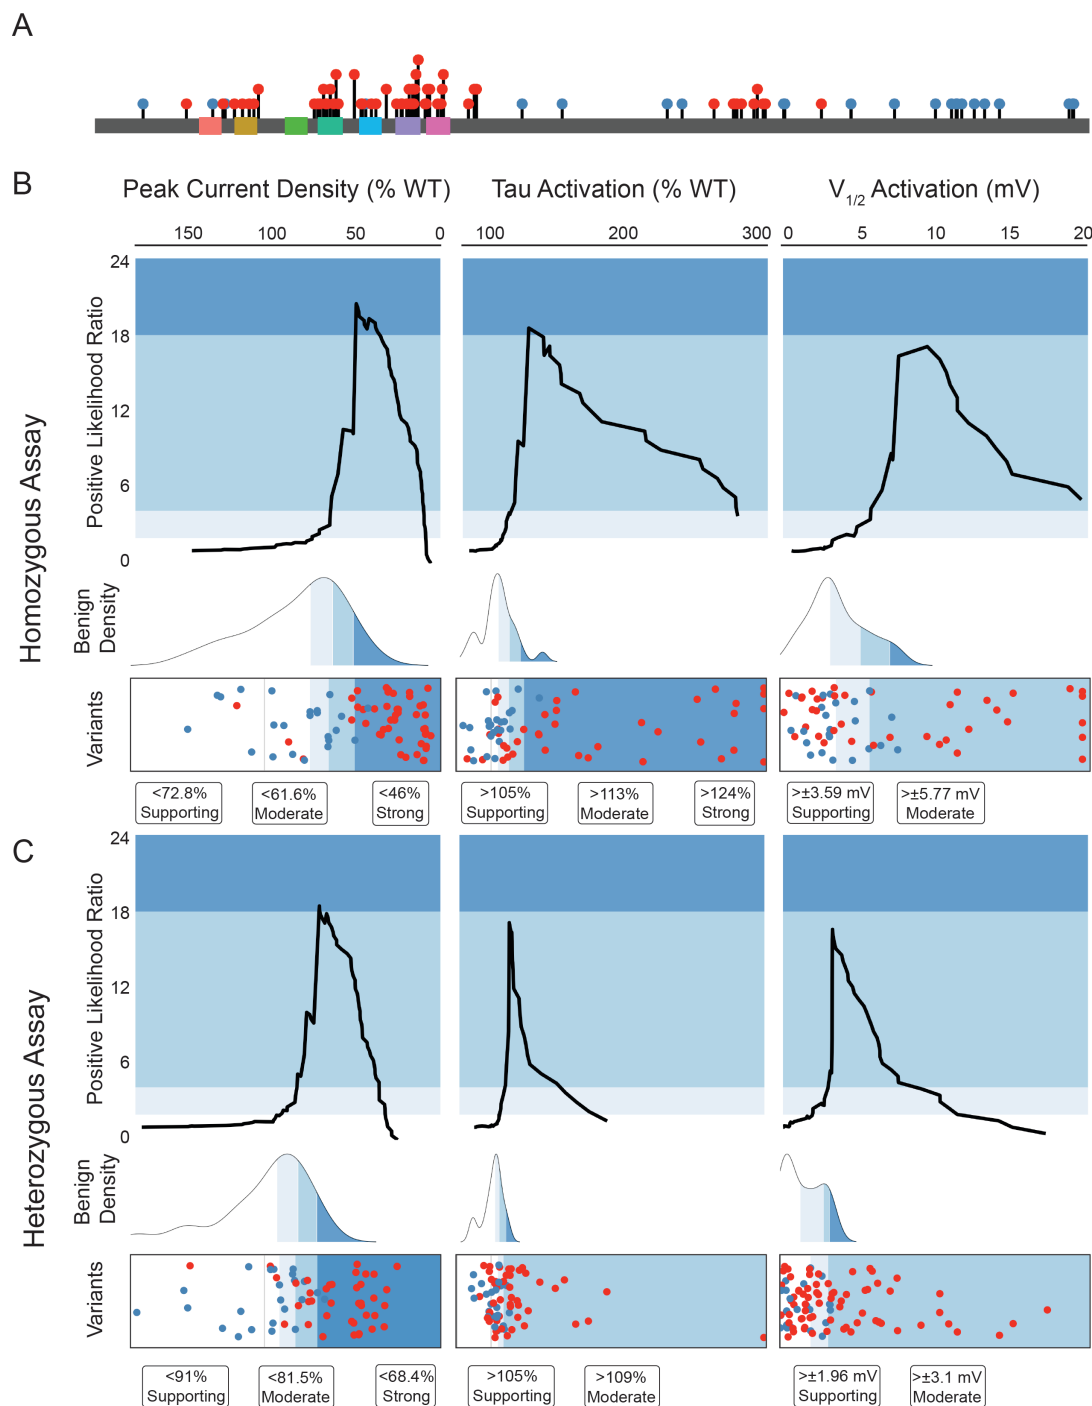 A
B
Peak Current Density (% WT)
Tau Activation (% WT)
V1/2 Activation (mV)
150 100 50 0
100 200 300
0 5 10 15 20
Homozygous Assay
Positive Likelihood Ratio
24
18
12
6
0
Benign
Density
Variants
<72.8%
Supporting
<61.6%
Moderate
<46%
Strong
>105%
Supporting
>113%
Moderate
>124%
Strong
>±3.59 mV
Supporting
>±5.77 mV
Moderate
C
Heterozygous Assay
Positive Likelihood Ratio
24
18
12
6
0
Benign
Density
Variants
<91%
Supporting
<81.5%
Moderate
<68.4%
Strong
>105%
Supporting
>109%
Moderate
>±1.96 mV
Supporting
>±3.1 mV
Moderate